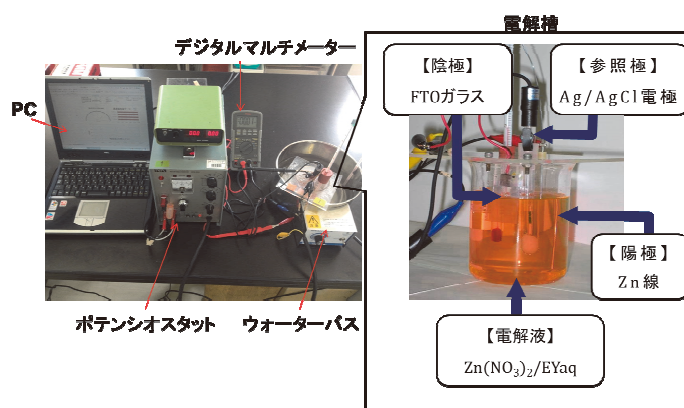 電解槽
デジタルマルチメーター
PC
【陰極】
FTOガラス
【参照極】
Ag/AgCl電極
【陽極】
Zn線
ポテンシオスタット
ウォーターバス
【電解液】
Zn(NO₃)₂/EYaq